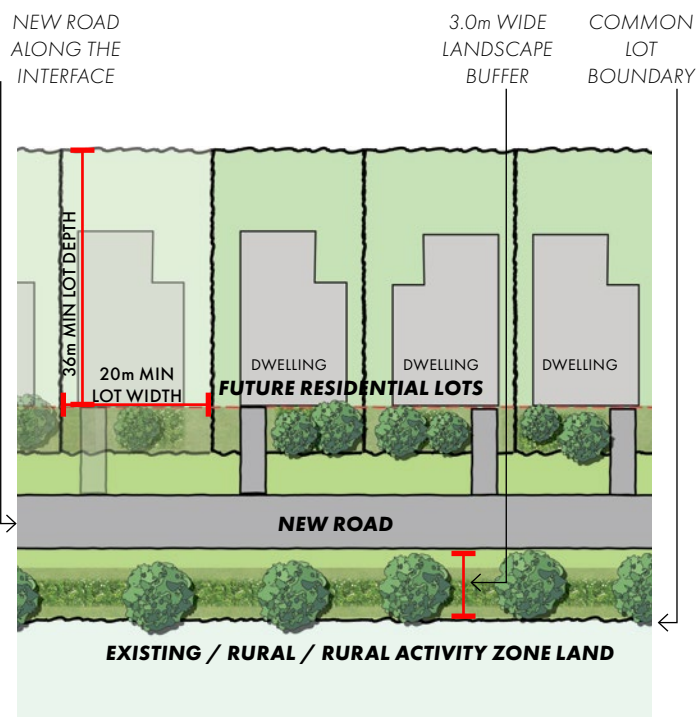 NEW ROAD
ALONG THE
INTERFACE
3.0m WIDE
LANDSCAPE
BUFFER
COMMON
LOT
BOUNDARY
36m MIN LOT DEPTH
20m MIN
LOT WIDTH
DWELLING
DWELLING
DWELLING
FUTURE RESIDENTIAL LOTS
NEW ROAD
EXISTING / RURAL / RURAL ACTIVITY ZONE LAND